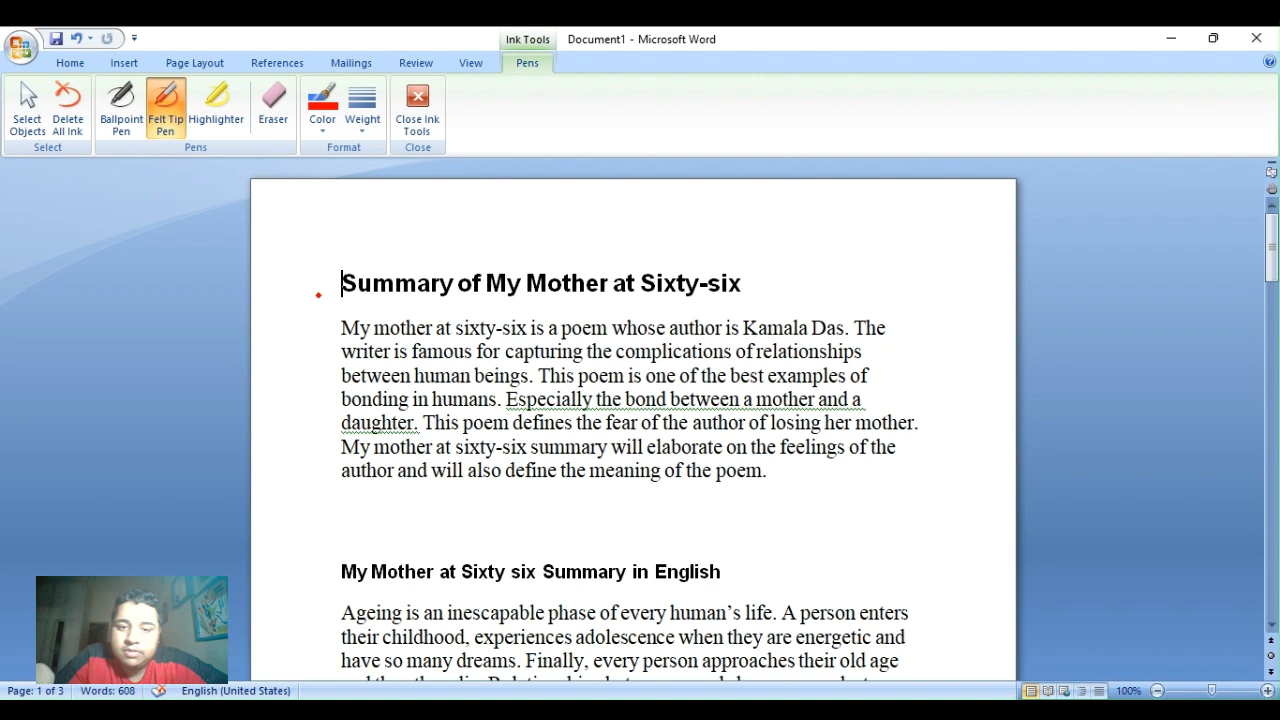 Ink Tools
Document1 - Microsoft Word
Home Insert Page Layout References Mailings Review View Pens
Select Objects
Delete All Ink
Ballpoint Pen
Felt Tip Pen
Highlighter
Eraser
Color
Weight
Close Ink Tools
Select
Pens
Format
Close
Summary of My Mother at Sixty-six
My mother at sixty-six is a poem whose author is Kamala Das. The
writer is famous for capturing the complications of relationships
between human beings. This poem is one of the best examples of
bonding in humans. Especially the bond between a mother and a
daughter. This poem defines the fear of the author of losing her mother.
My mother at sixty-six summary will elaborate on the feelings of the
author and will also define the meaning of the poem.
My Mother at Sixty six Summary in English
Ageing is an inescapable phase of every human’s life. A person enters
their childhood, experiences adolescence when they are energetic and
have so many dreams. Finally, every person approaches their old age
Page: 1 of 3 Words: 608 English (United States) 100%